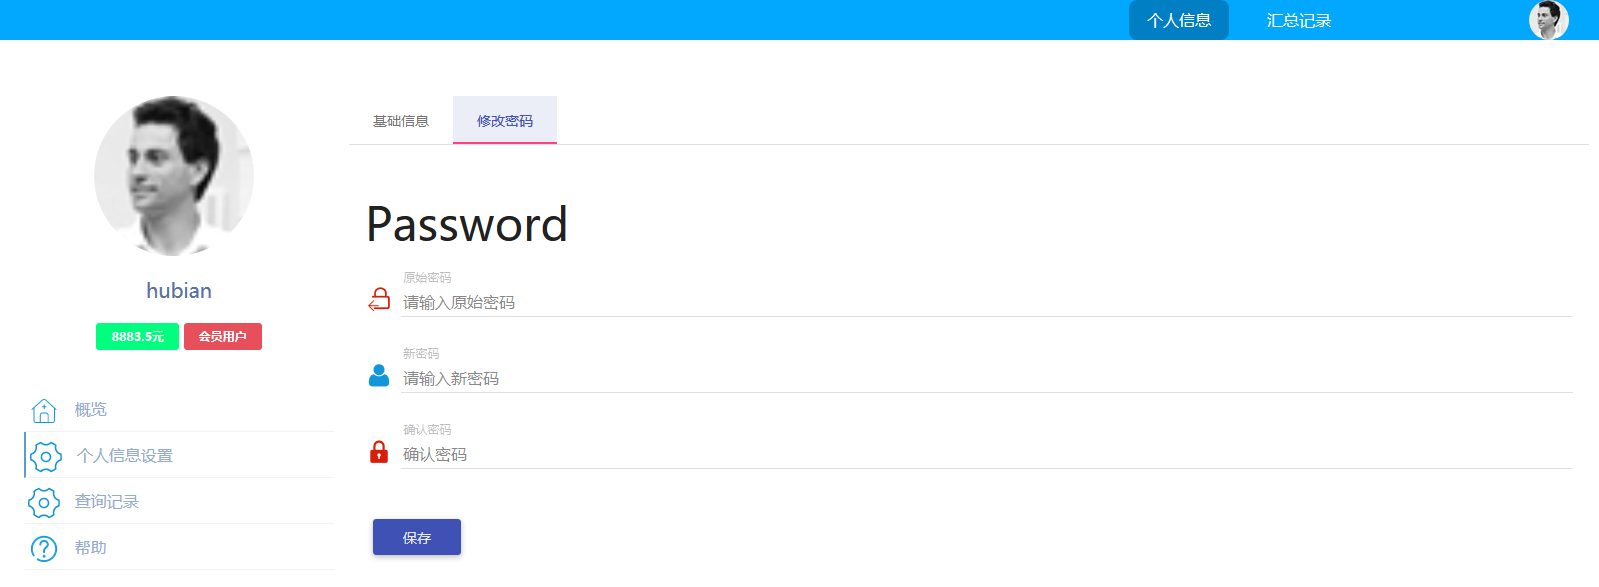 个人信息 汇总记录
基础信息 修改密码
hubian
8883.5元 会员用户
概览
个人信息设置
查询记录
帮助
Password
原始密码
请输入原始密码
新密码
请输入新密码
确认密码
确认密码
保存